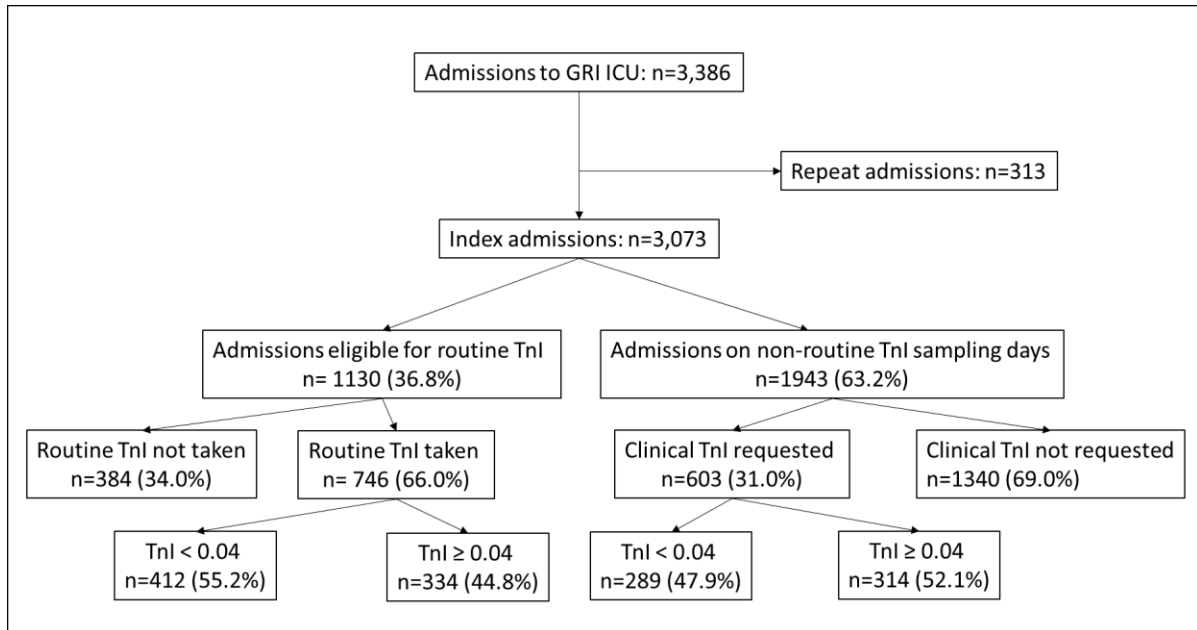 Admissions to GRI ICU: n=3,386
Repeat admissions: n=313
Index admissions: n=3,073
Admissions eligible for routine TnI
n= 1130 (36.8%)
Admissions on non-routine TnI sampling days
n=1943 (63.2%)
Routine TnI not taken
n=384 (34.0%)
Routine TnI taken
n= 746 (66.0%)
Clinical TnI requested
n=603 (31.0%)
Clinical TnI not requested
n=1340 (69.0%)
TnI < 0.04
n=412 (55.2%)
TnI ≥ 0.04
n=334 (44.8%)
TnI < 0.04
n=289 (47.9%)
TnI ≥ 0.04
n=314 (52.1%)